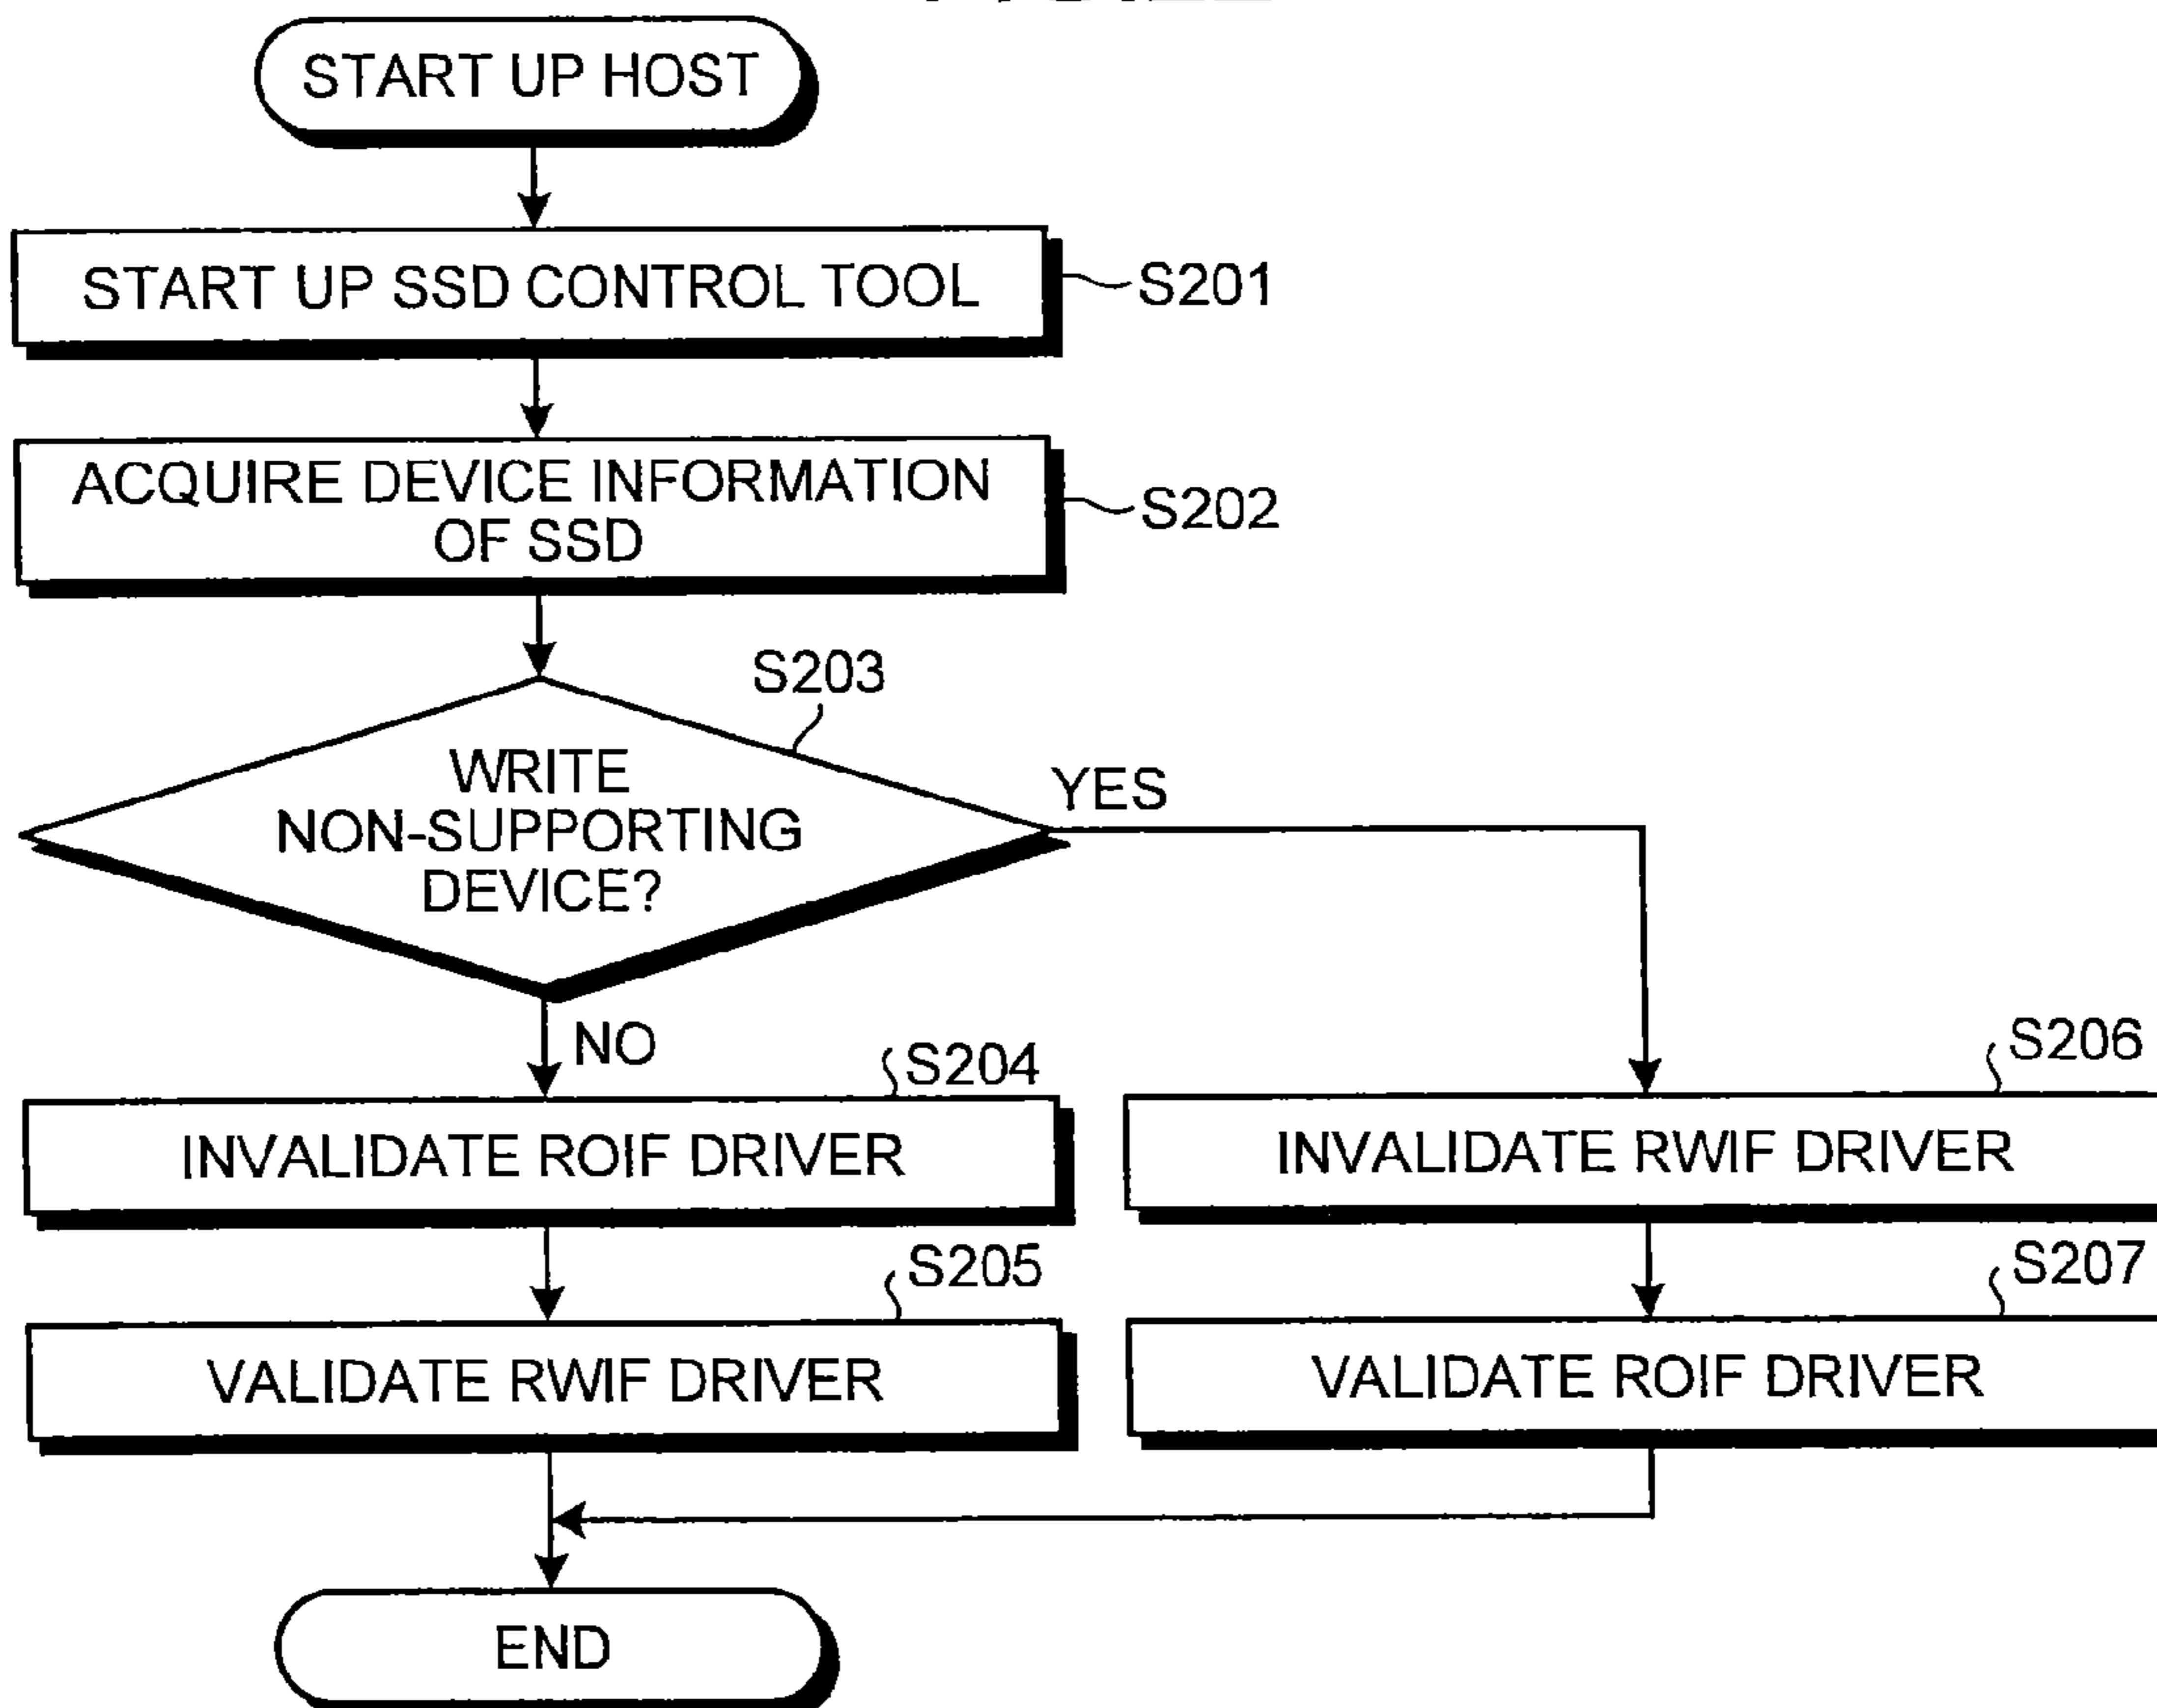 START UP HOST
START UP SSD CONTROL TOOL
S201
ACQUIRE DEVICE INFORMATION
OF SSD
S202
S203
WRITE
NON-SUPPORTING
DEVICE?
YES
NO
S204
S206
INVALIDATE ROIF DRIVER
INVALIDATE RWIF DRIVER
S205
S207
VALIDATE RWIF DRIVER
VALIDATE ROIF DRIVER
END